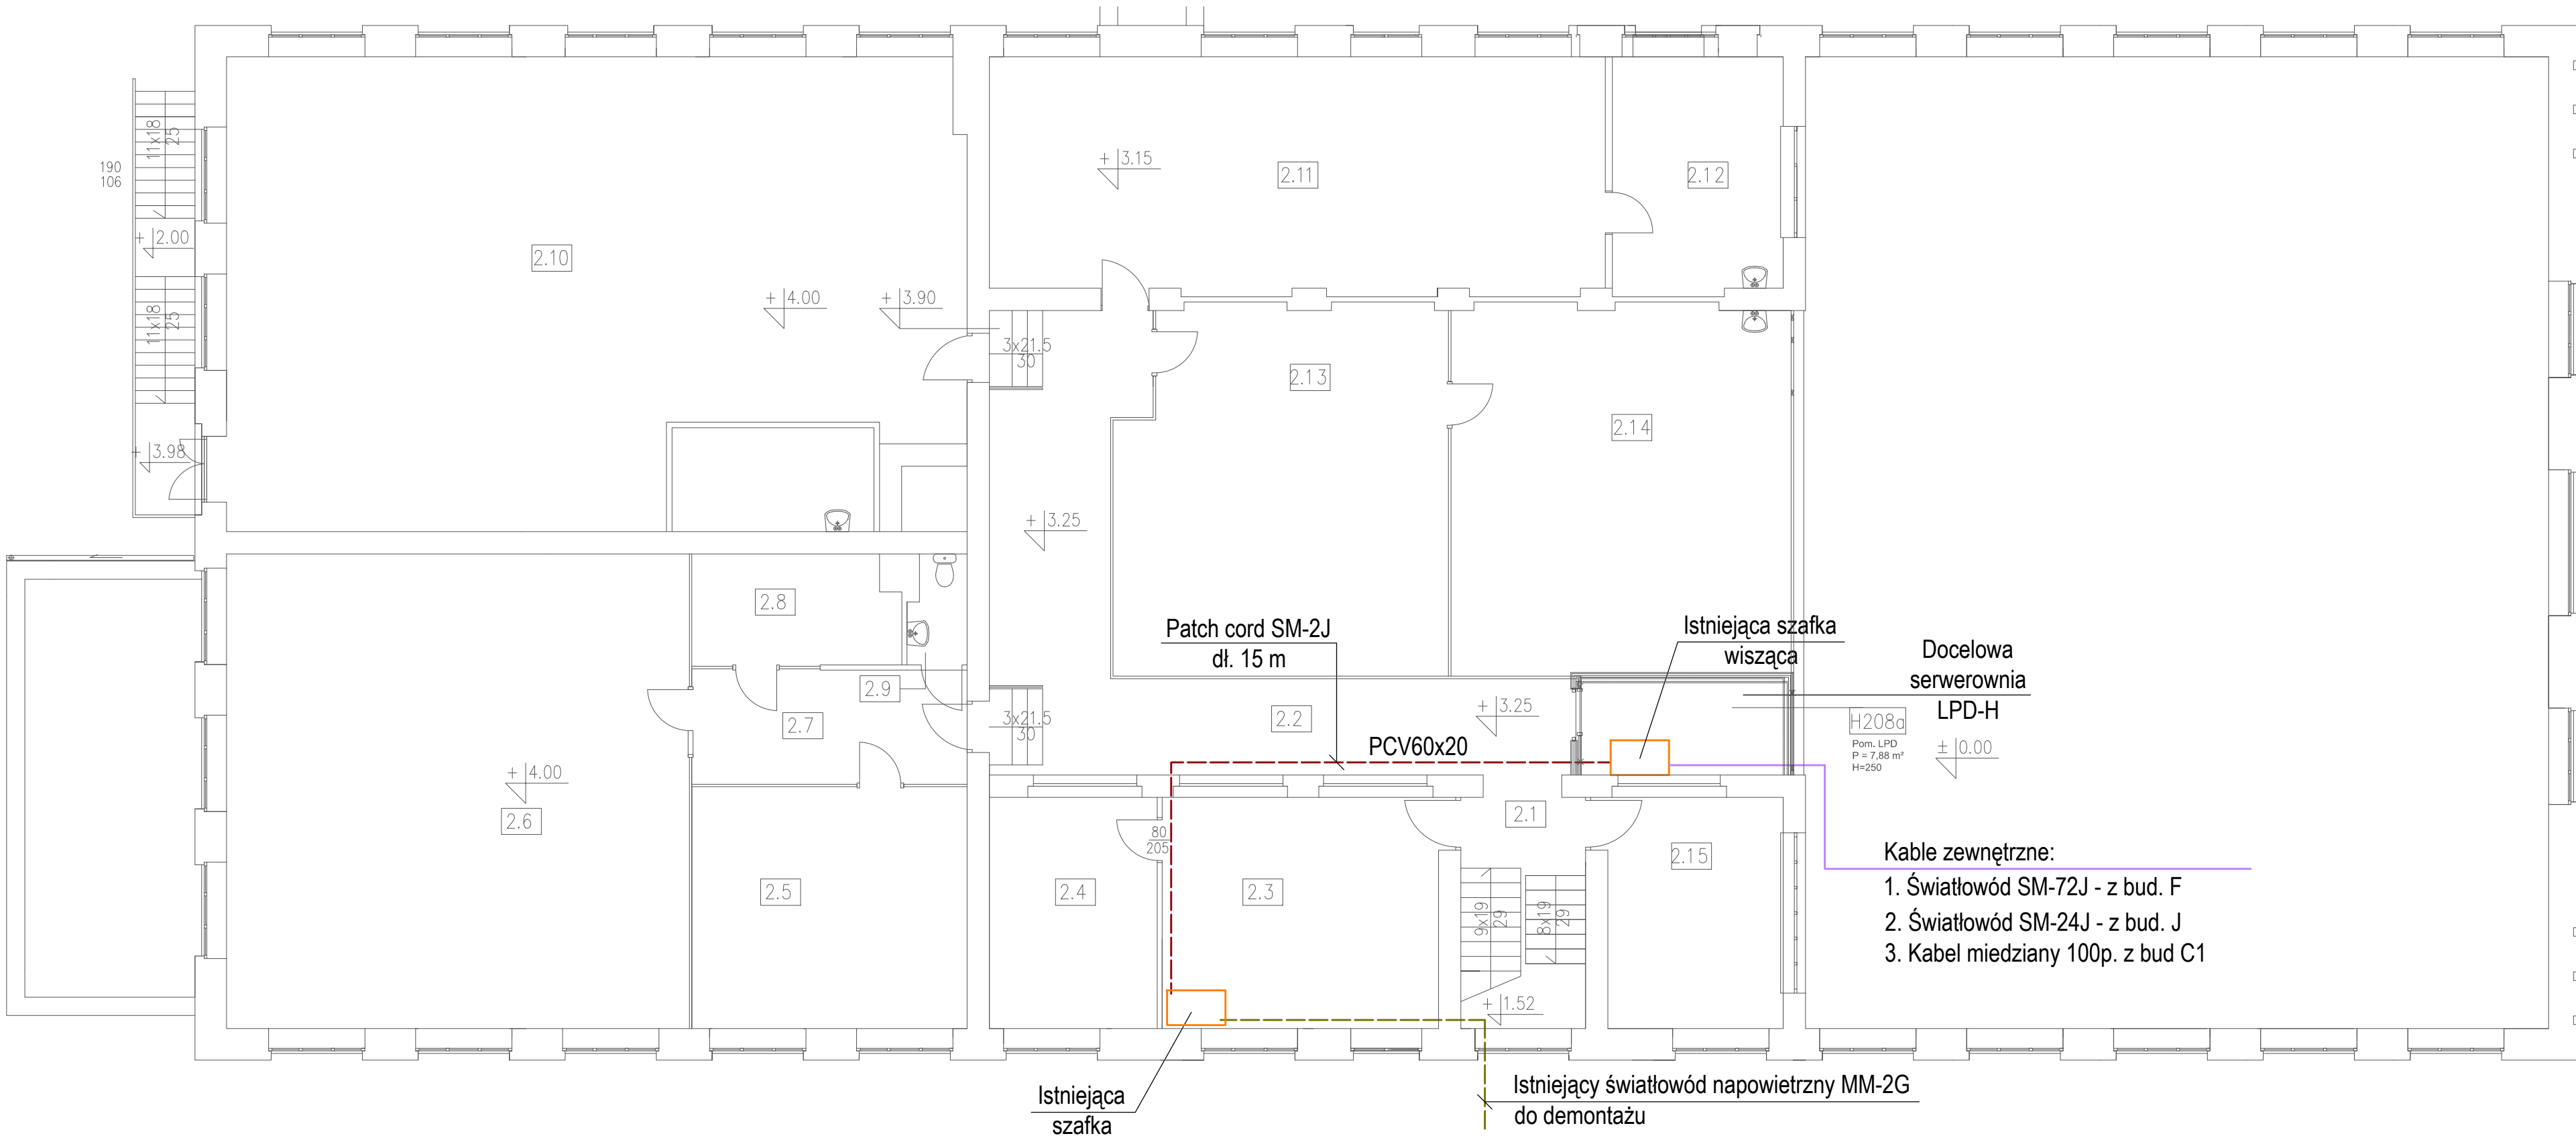 190
106
11x18
25
+ 2.00
11x18
25
+ 3.98
2.10
+ 4.00
+ 3.90
3x21.5
30
+ 3.15
2.11
2.12
2.13
2.14
+ 3.25
2.8
2.9
2.7
3x21.5
30
+ 4.00
2.6
2.5
Patch cord SM-2J
dł. 15 m
2.2
+ 3.25
PCV60x20
Istniejąca szafka
wisząca
Docelowa
serwerownia
LPD-H
H208a
Pom. LPD
P = 7,88 m²
H=250
± 0.00
2.1
80
205
2.4
2.3
9x19
29
8x19
29
2.15
+ 1.52
Kable zewnętrzne:
1. Światłowód SM-72J - z bud. F
2. Światłowód SM-24J - z bud. J
3. Kabel miedziany 100p. z bud C1
Istniejąca
szafka
Istniejący światłowód napowietrzny MM-2G
do demontażu